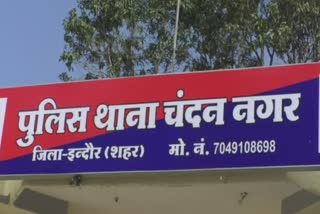 पुलिस थाना चंदन नगर
जिला-इन्दौर (शहर) मो. नं. 7049108698